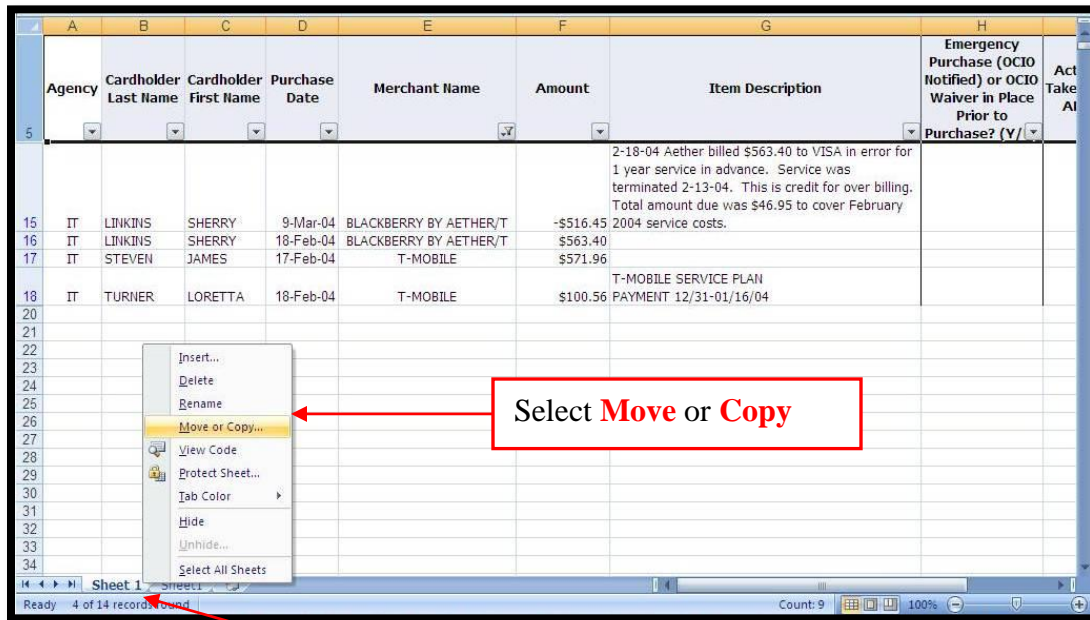 A B C D E F G H
5 Agency Cardholder Last Name Cardholder First Name Purchase Date Merchant Name Amount Item Description Emergency Purchase (OCIO Notified) or OCIO Waiver in Place Prior to Purchase? (Y/
2-18-04 Aether billed $563.40 to VISA in error for
1 year service in advance. Service was
terminated 2-13-04. This is credit for over billing.
Total amount due was $46.95 to cover February
15 IT LINKINS SHERRY 9-Mar-04 BLACKBERRY BY AETHER/T -$516.45 2004 service costs.
16 IT LINKINS SHERRY 18-Feb-04 BLACKBERRY BY AETHER/T $563.40
17 IT STEVEN JAMES 17-Feb-04 T-MOBILE $571.96
T-MOBILE SERVICE PLAN
18 IT TURNER LORETTA 18-Feb-04 T-MOBILE $100.56 PAYMENT 12/31-01/16/04
20
21
22
23
24
25
26
27
28
29
30
31
32
33
34
Insert...
Delete
Rename
Move or Copy...
View Code
Protect Sheet...
Tab Color
Hide
Unhide...
Select All Sheets
Select Move or Copy
Sheet 1 Sheet1
Ready 4 of 14 records found Count: 9 100%